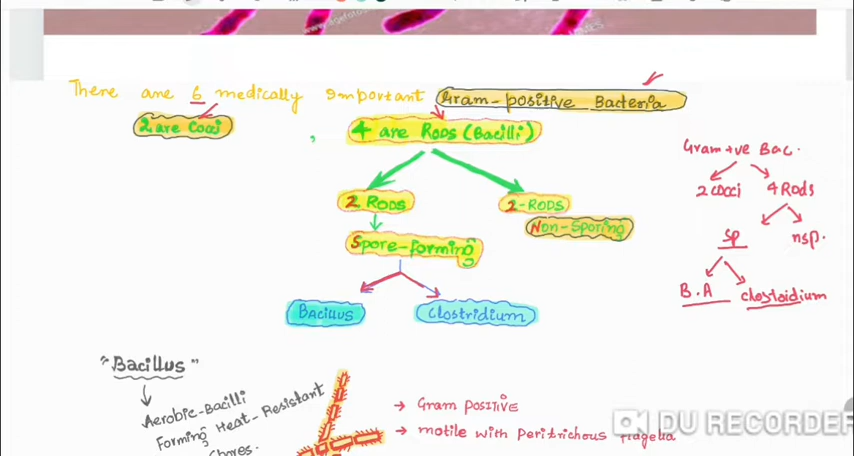 There are 6 medically Important Gram-positive Bacteria
2 are Cocci , 4 are Rods (Bacilli)
2 Rods 2-RODS
Non-Sporing
Spore-forming
Bacillus Clostridium
Gram +ve Bac.
2 cocci 4 Rods
Sp nsp.
B.A clostoidium
"Bacillus"
Aerobic-Bacilli
Forming Heat-Resistant
Spores.
→ Gram positive
→ motile with peritrichous flagella
DU RECORDER